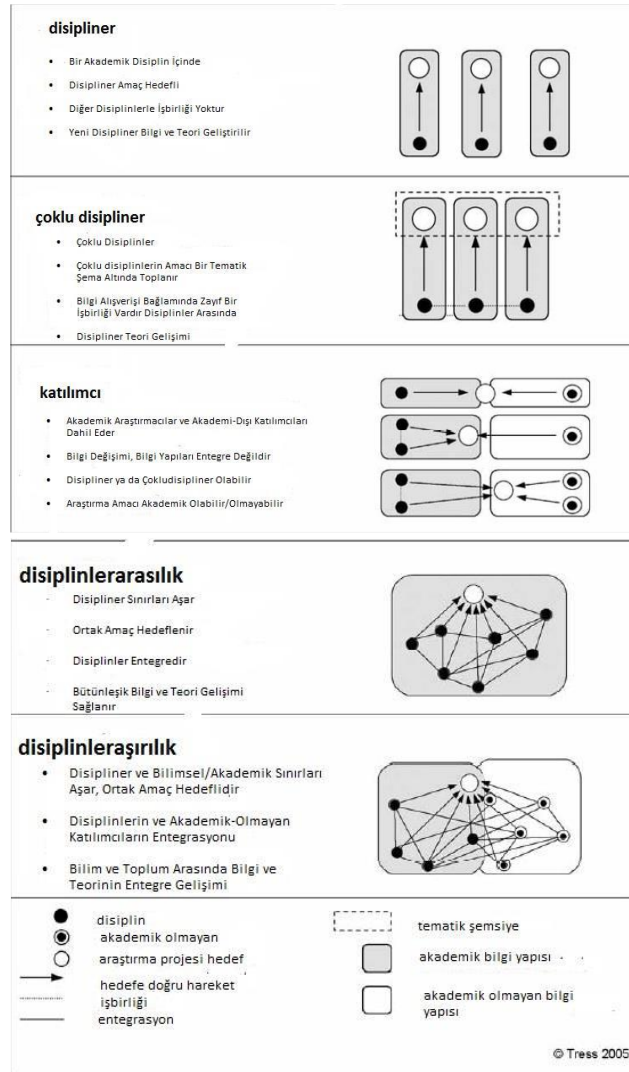 disipliner
• Bir Akademik Disiplin İçinde
• Disipliner Amaç Hedefli
• Diğer Disiplinlerle İşbirliği Yoktur
• Yeni Disipliner Bilgi ve Teori Geliştirilir
çoklu disipliner
• Çoklu Disiplinler
• Çoklu disiplinlerin Amacı Bir Tematik
Şema Altında Toplanır
• Bilgi Alışverişi Bağlamında Zayıf Bir
İşbirliği Vardır Disiplinler Arasında
• Disipliner Teori Gelişimi
katılımcı
• Akademik Araştırmacılar ve Akademi-Dışı Katılımcıları
Dahil Eder
• Bilgi Değişimi, Bilgi Yapıları Entegre Değildir
• Disipliner ya da Çokludisipliner Olabilir
• Araştırma Amacı Akademik Olabilir/Olmayabilir
disiplinlerarasılık
- Disipliner Sınırları Aşar
- Ortak Amaç Hedeflenir
- Disiplinler Entegredir
- Bütünleşik Bilgi ve Teori Gelişimi
Sağlanır
disiplinleraşırılık
• Disipliner ve Bilimsel/Akademik Sınırları
Aşar, Ortak Amaç Hedeflidir
• Disiplinlerin ve Akademik-Olmayan
Katılımcıların Entegrasyonu
• Bilim ve Toplum Arasında Bilgi ve
Teorinin Entegre Gelişimi
disiplin
akademik olmayan
araştırma projesi hedef
hedefe doğru hareket
işbirliği
entegrasyon
tematik şemsiye
akademik bilgi yapısı
akademik olmayan bilgi
yapısı
© Tress 2005